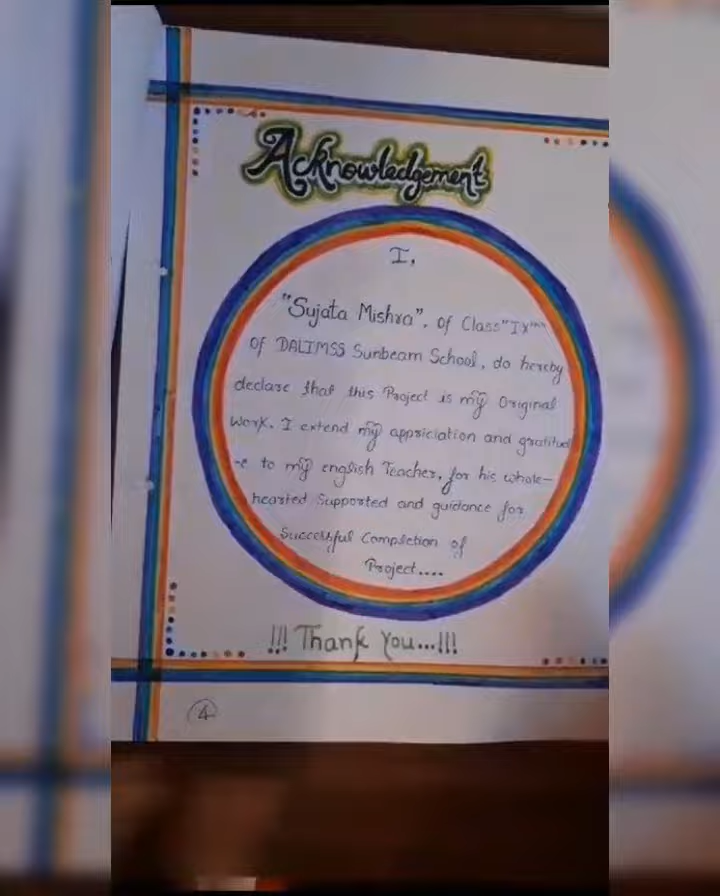 Acknowledgement
I,
"Sujata Mishra", of Class "IX
of DALIMSS Sunbeam School, do hereby
declare that this Project is my Original
Work. I extend my appriciation and gratitud
-e to my english Teacher, for his whole-
hearted Supported and guidance for
Successful Completion of
Project....
!!! Thank You...!!!
4